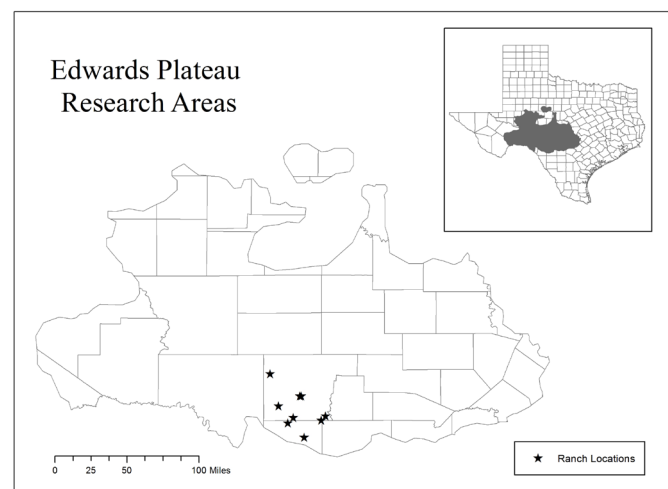 Edwards Plateau
Research Areas
0 25 50 100 Miles
Ranch Locations